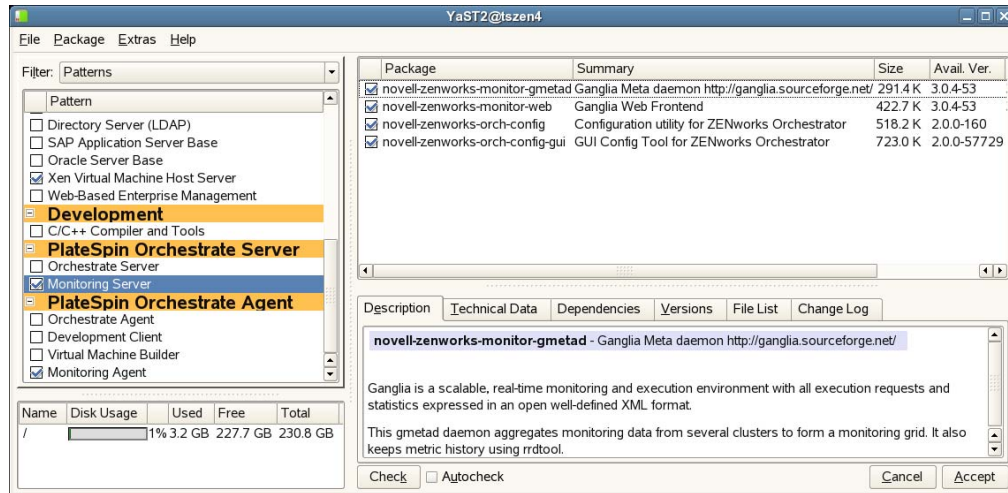 YaST2@tszen4
File Package Extras Help
Filter: Patterns
Pattern
Directory Server (LDAP)
SAP Application Server Base
Oracle Server Base
Xen Virtual Machine Host Server
Web-Based Enterprise Management
Development
C/C++ Compiler and Tools
PlateSpin Orchestrate Server
Orchestrate Server
Monitoring Server
PlateSpin Orchestrate Agent
Orchestrate Agent
Development Client
Virtual Machine Builder
Monitoring Agent
Name Disk Usage Used Free Total
/ 1% 3.2 GB 227.7 GB 230.8 GB
Package Summary Size Avail. Ver.
novell-zenworks-monitor-gmetad Ganglia Meta daemon http://ganglia.sourceforge.net/ 291.4 K 3.0.4-53
novell-zenworks-monitor-web Ganglia Web Frontend 422.7 K 3.0.4-53
novell-zenworks-orch-config Configuration utility for ZENworks Orchestrator 518.2 K 2.0.0-160
novell-zenworks-orch-config-gui GUI Config Tool for ZENworks Orchestrator 723.0 K 2.0.0-57729
Description Technical Data Dependencies Versions File List Change Log
novell-zenworks-monitor-gmetad - Ganglia Meta daemon http://ganglia.sourceforge.net/
Ganglia is a scalable, real-time monitoring and execution environment with all execution requests and
statistics expressed in an open well-defined XML format.
This gmetad daemon aggregates monitoring data from several clusters to form a monitoring grid. It also
keeps metric history using rrdtool.
Check Autocheck Cancel Accept